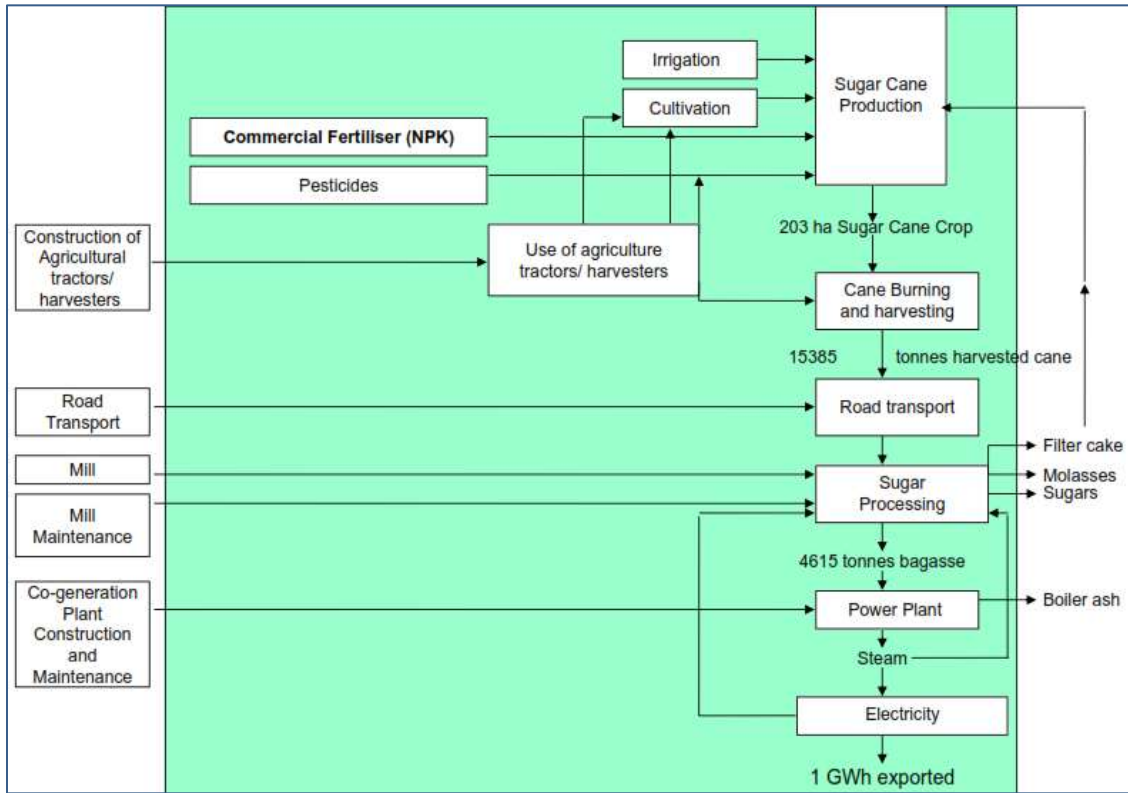 Irrigation
Sugar Cane
Production
Cultivation
Commercial Fertiliser (NPK)
Pesticides
Construction of
Agricultural
tractors/
harvesters
Use of agriculture
tractors/ harvesters
203 ha Sugar Cane Crop
Cane Burning
and harvesting
15385 tonnes harvested cane
Road
Transport
Road transport
Filter cake
Mill
Molasses
Sugar
Processing
Sugars
Mill
Maintenance
4615 tonnes bagasse
Co-generation
Plant
Construction
and
Maintenance
Power Plant
Boiler ash
Steam
Electricity
1 GWh exported